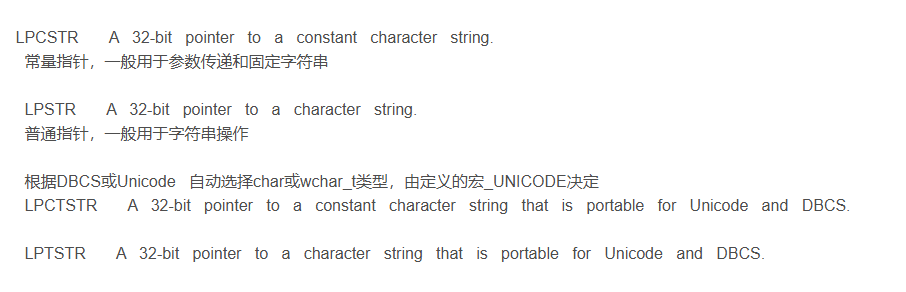 LPCSTR A 32-bit pointer to a constant character string.
常量指针，一般用于参数传递和固定字符串
LPSTR A 32-bit pointer to a character string.
普通指针，一般用于字符串操作
根据DBCS或Unicode 自动选择char或wchar_t类型，由定义的宏_UNICODE决定
LPCTSTR A 32-bit pointer to a constant character string that is portable for Unicode and DBCS.
LPTSTR A 32-bit pointer to a character string that is portable for Unicode and DBCS.